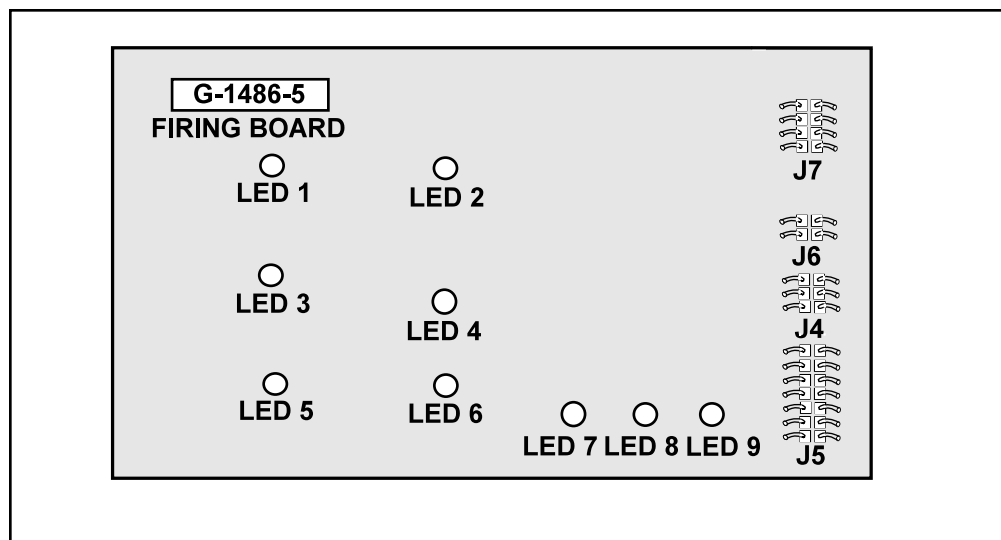 G-1486-5
FIRING BOARD
LED 1
LED 2
J7
J6
LED 3
LED 4
J4
LED 5
LED 6
LED 7
LED 8
LED 9
J5